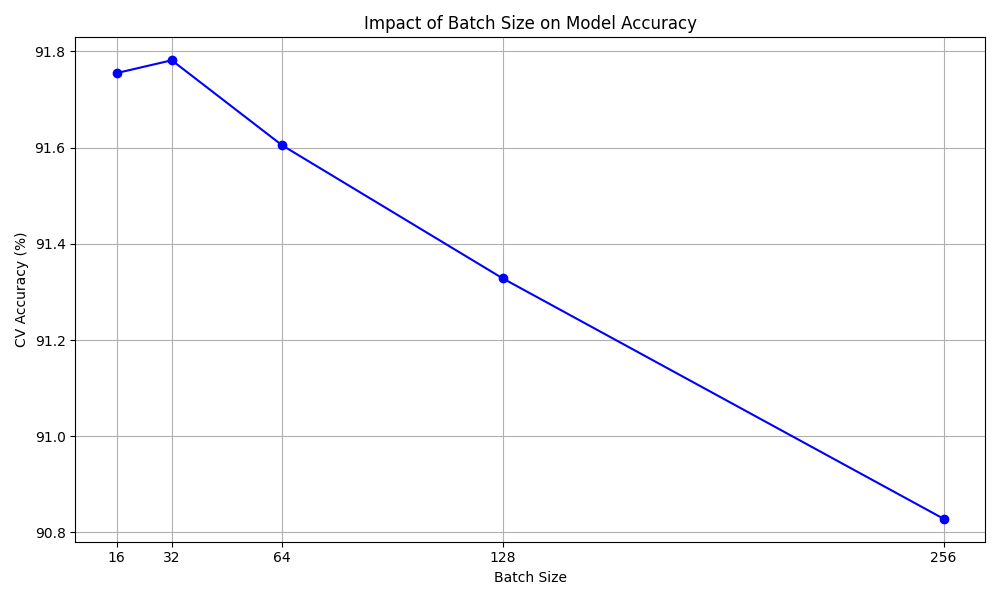 Impact of Batch Size on Model Accuracy
91.8
91.6
91.4
91.2
91.0
90.8
CV Accuracy (%)
16 32 64 128 256
Batch Size